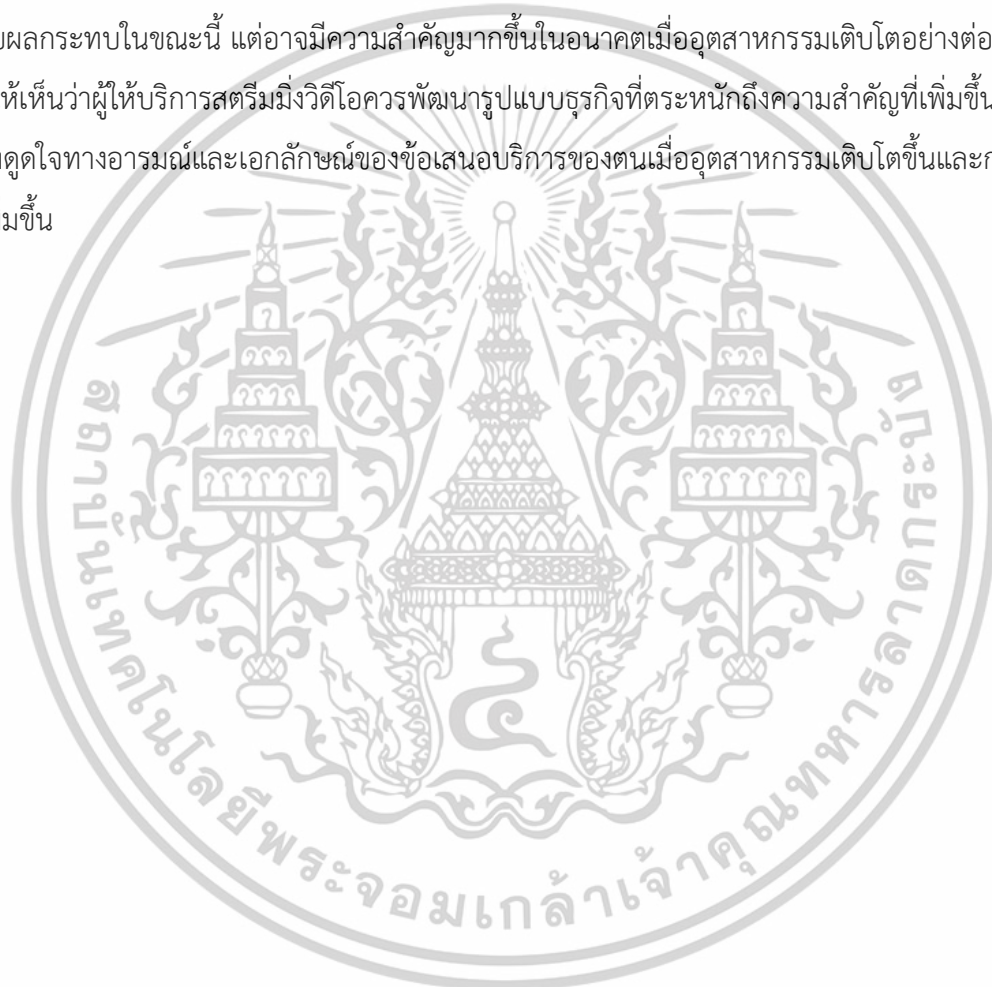 ผลกระทบในขณะนี้ แต่อาจมีความสำคัญมากขึ้นในอนาคตเมื่ออุตสาหกรรมเติบโตอย่างต่อ
ห้เห็นว่าผู้ให้บริการสตรีมมิ่งวิดีโอควรพัฒนารูปแบบธุรกิจที่ตระหนักถึงความสำคัญที่เพิ่มขึ้น
ดูดใจทางอารมณ์และเอกลักษณ์ของข้อเสนอบริการของตนเมื่ออุตสาหกรรมเติบโตขึ้นและก
มขึ้น
สถาบันเทคโนโลยีพระจอมเกล้าเจ้าคุณทหารลาดกระบัง
๔